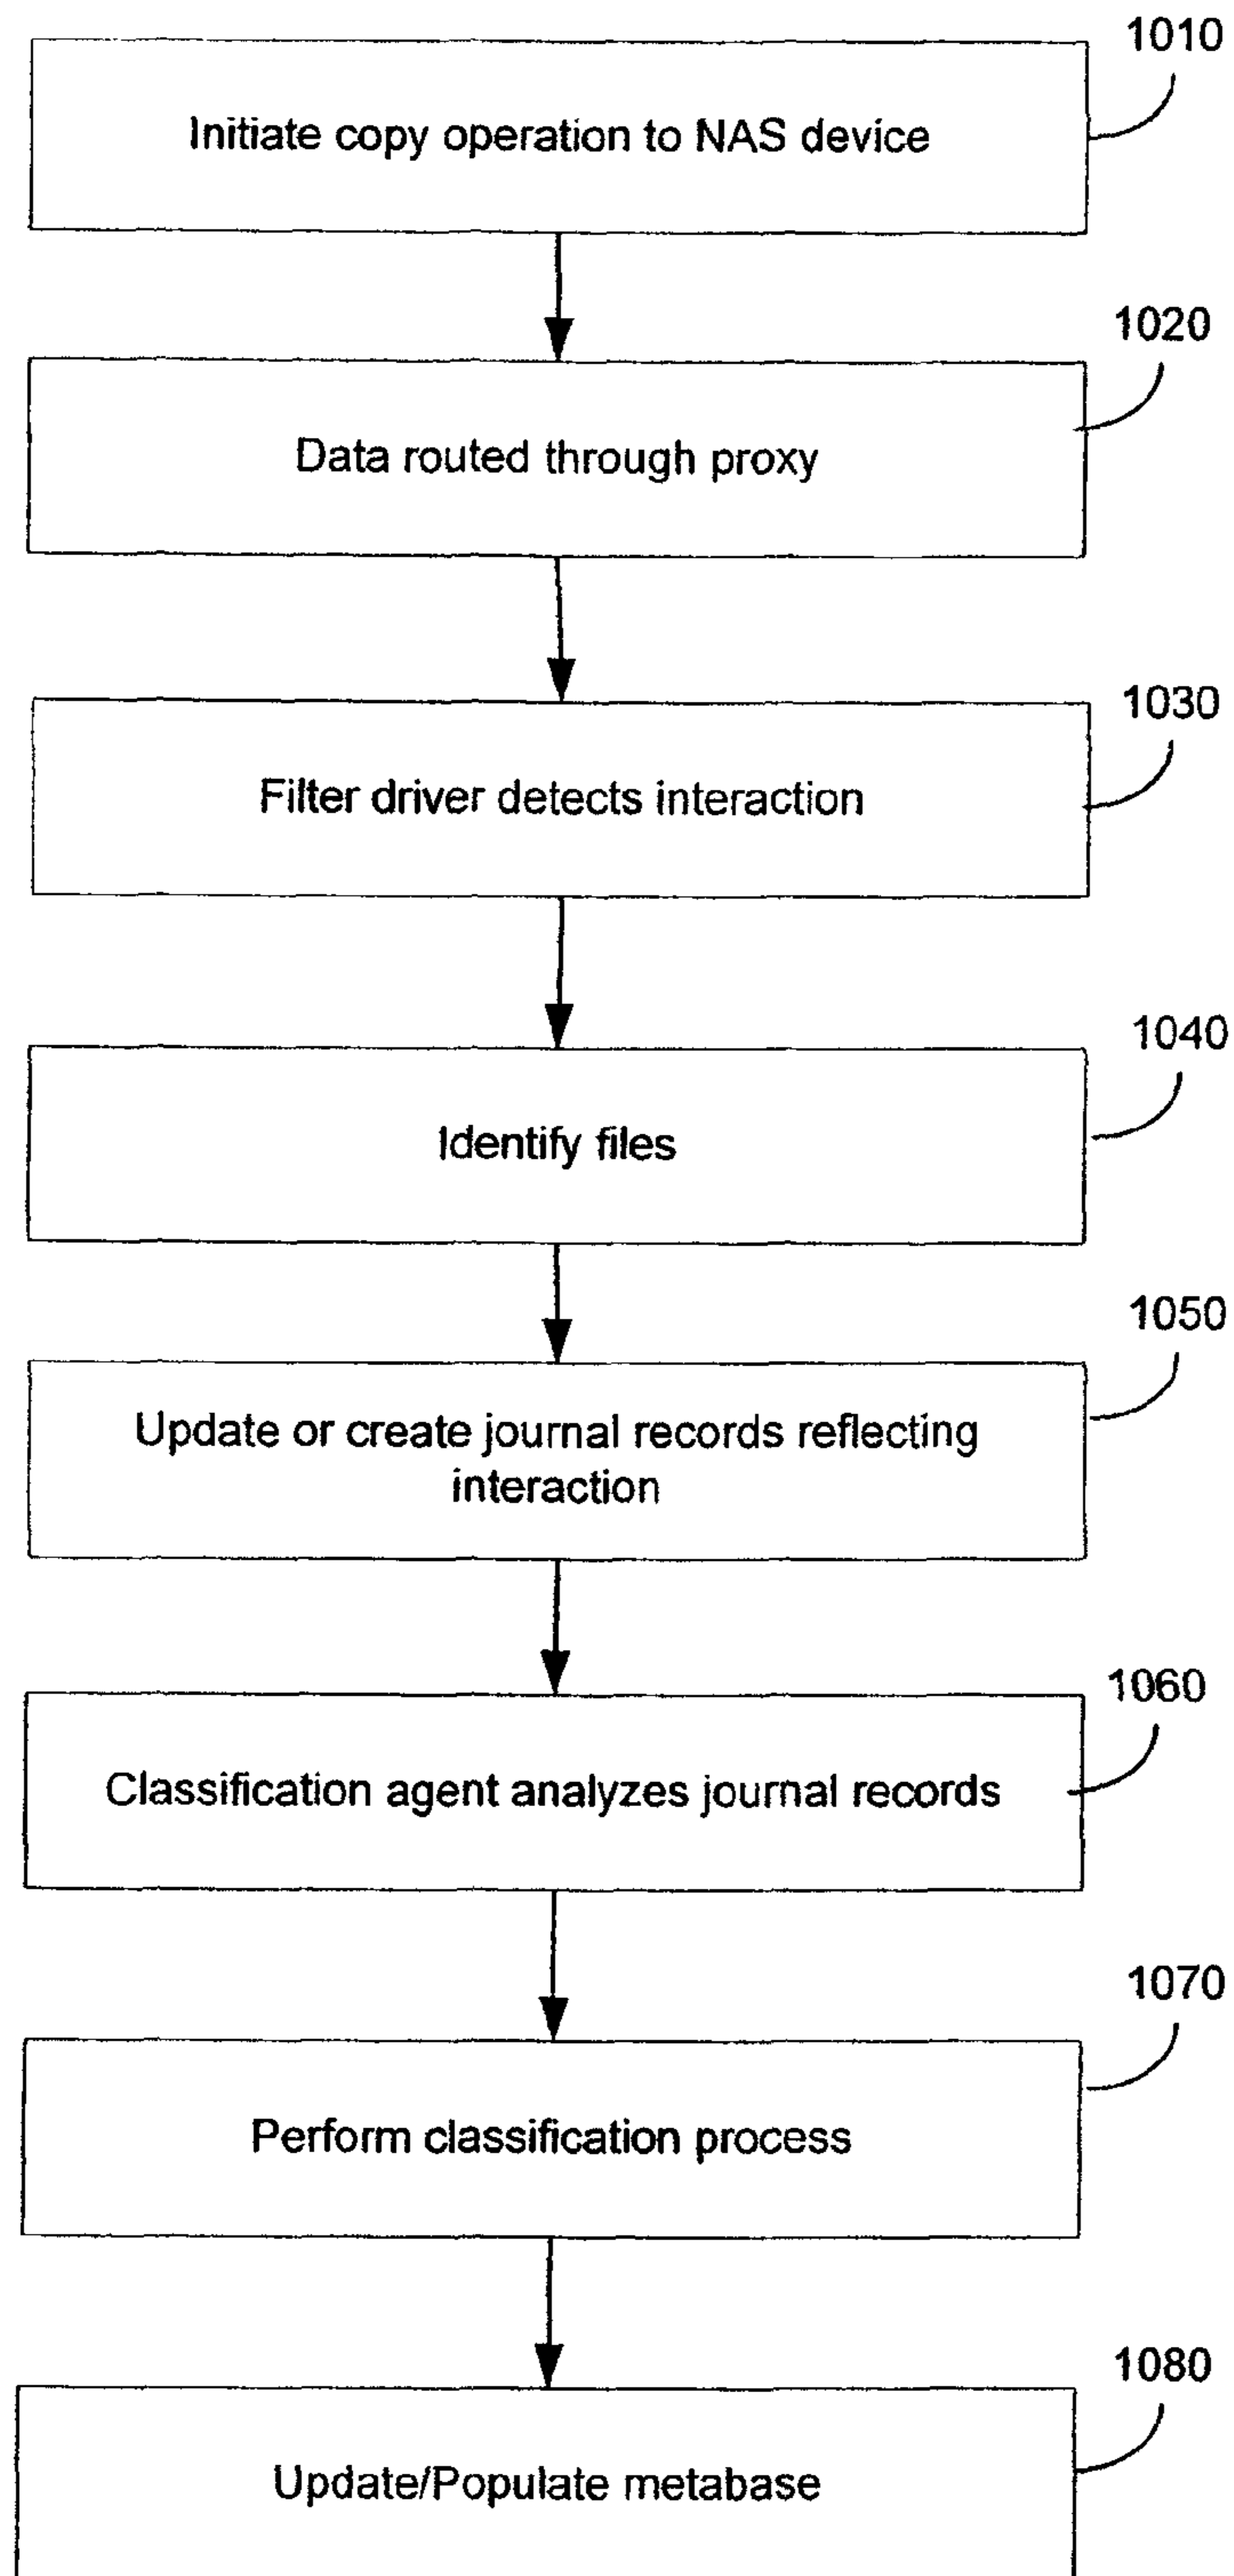 1010
Initiate copy operation to NAS device
1020
Data routed through proxy
1030
Filter driver detects interaction
1040
Identify files
1050
Update or create journal records reflecting
interaction
1060
Classification agent analyzes journal records
1070
Perform classification process
1080
Update/Populate metabase